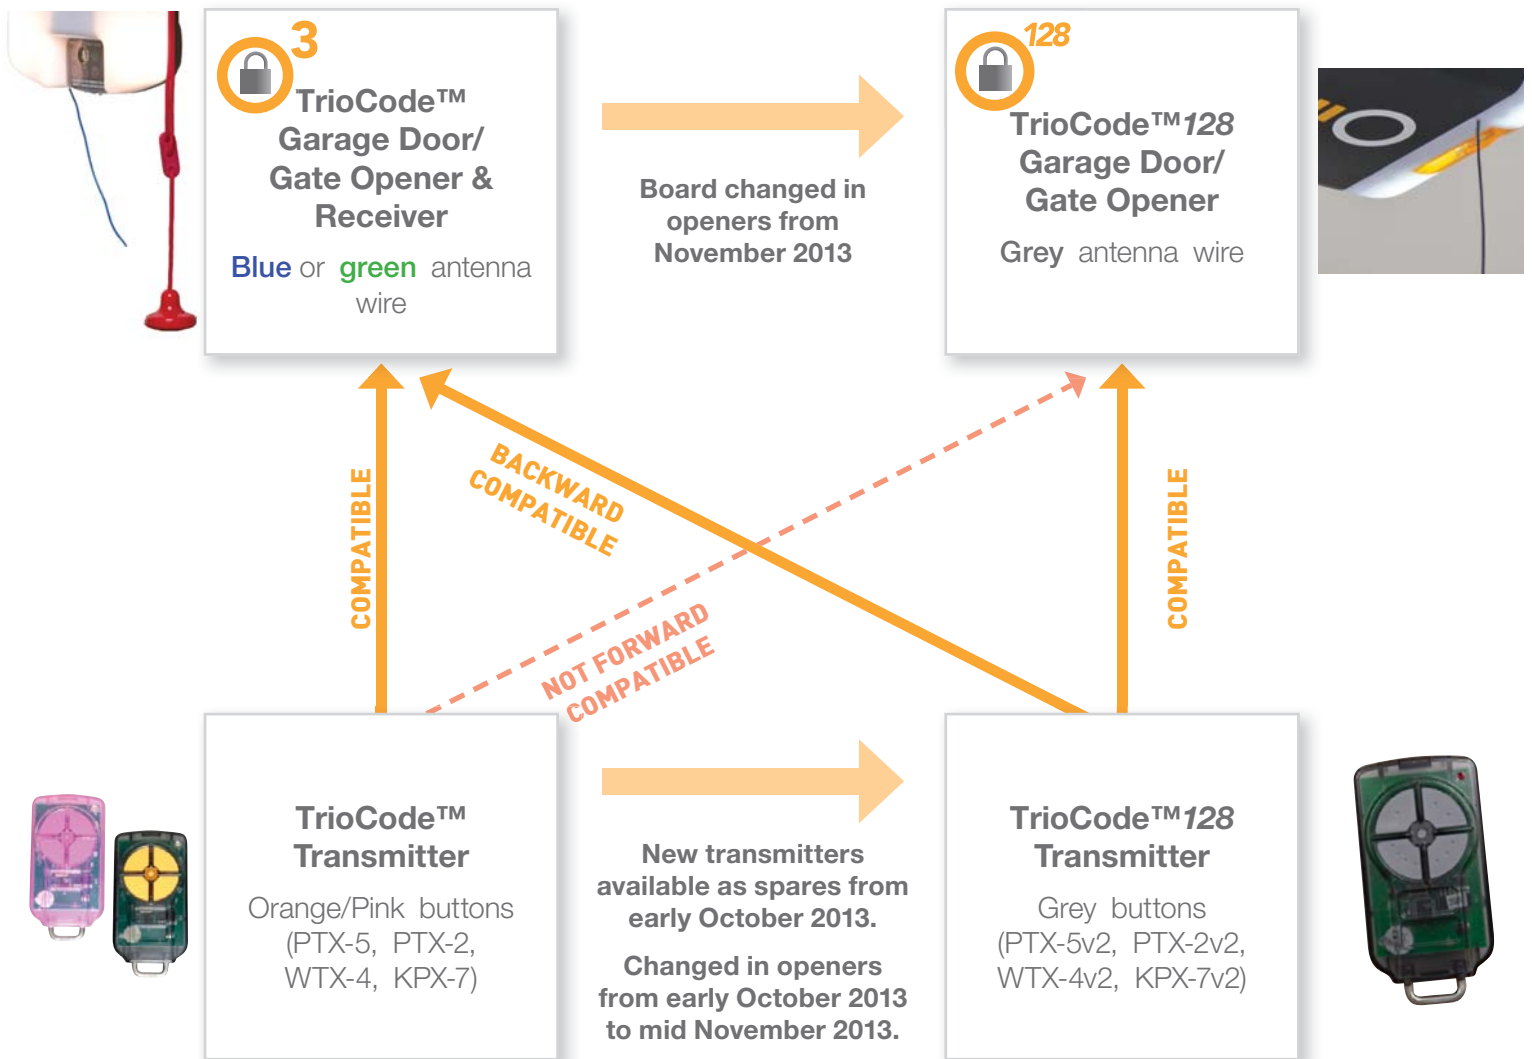 3
TrioCode™
Garage Door/
Gate Opener &
Receiver
Blue or green antenna
wire
Board changed in
openers from
November 2013
128
TrioCode™128
Garage Door/
Gate Opener
Grey antenna wire
COMPATIBLE
BACKWARD
COMPATIBLE
NOT FORWARD
COMPATIBLE
COMPATIBLE
TrioCode™
Transmitter
Orange/Pink buttons
(PTX-5, PTX-2,
WTX-4, KPX-7)
New transmitters
available as spares from
early October 2013.
Changed in openers
from early October 2013
to mid November 2013.
TrioCode™128
Transmitter
Grey buttons
(PTX-5v2, PTX-2v2,
WTX-4v2, KPX-7v2)